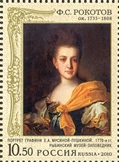 Ф.С. РОКОТОВ
ок. 1735 - 1808
ПОРТРЕТ ГРАФИНИ Е.А. МУСИНОЙ-ПУШКИНОЙ, 1770-е гг.
РЫБИНСКИЙ МУЗЕЙ-ЗАПОВЕДНИК
10.50 РОССИЯ RUSSIA·2010